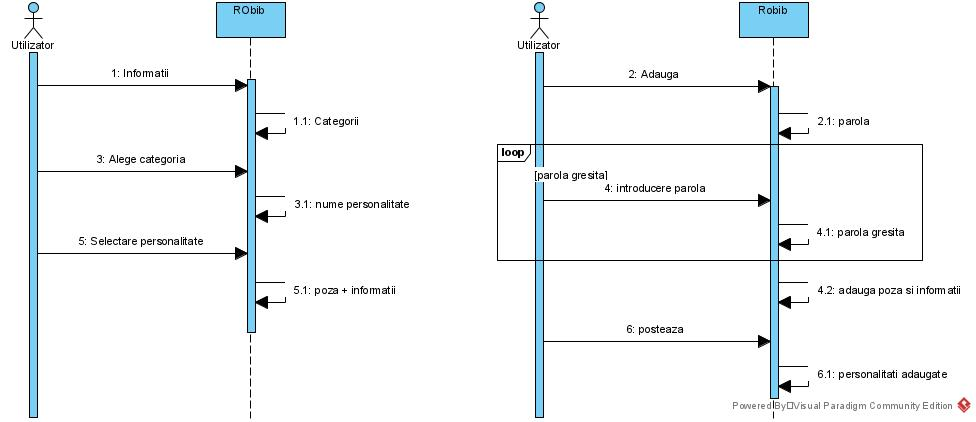 RObib
Utilizator
1: Informatii
1.1: Categorii
3: Alege categoria
3.1: nume personalitate
5: Selectare personalitate
5.1: poza + informatii
Robib
Utilizator
2: Adauga
2.1: parola
loop
[parola gresita]
4: introducere parola
4.1: parola gresita
4.2: adauga poza si informatii
6: posteaza
6.1: personalitati adaugate
Powered By Visual Paradigm Community Edition